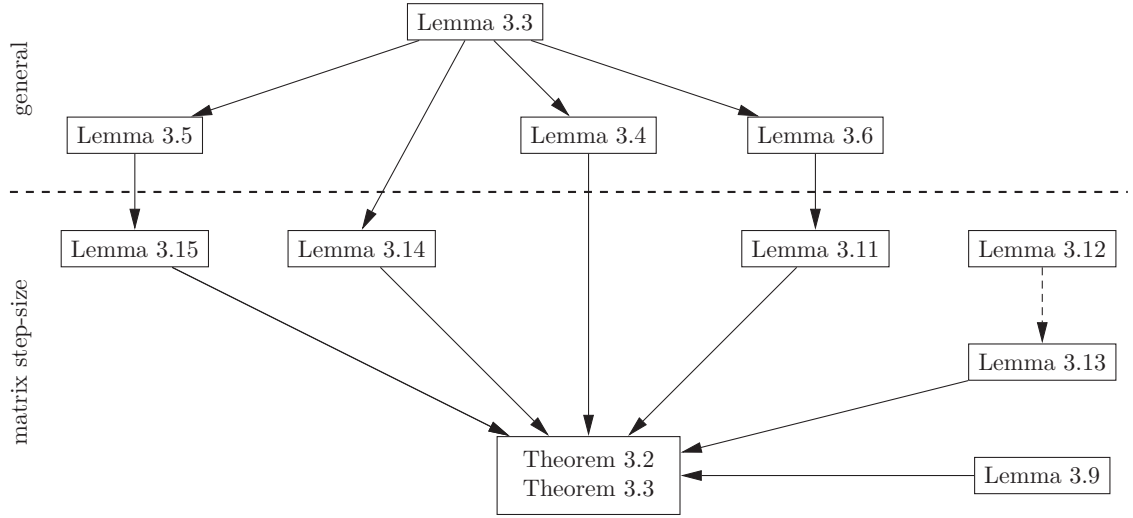 general
Lemma 3.3
Lemma 3.5
Lemma 3.4
Lemma 3.6
matrix step-size
Lemma 3.15
Lemma 3.14
Lemma 3.11
Lemma 3.12
Lemma 3.13
Theorem 3.2
Theorem 3.3
Lemma 3.9